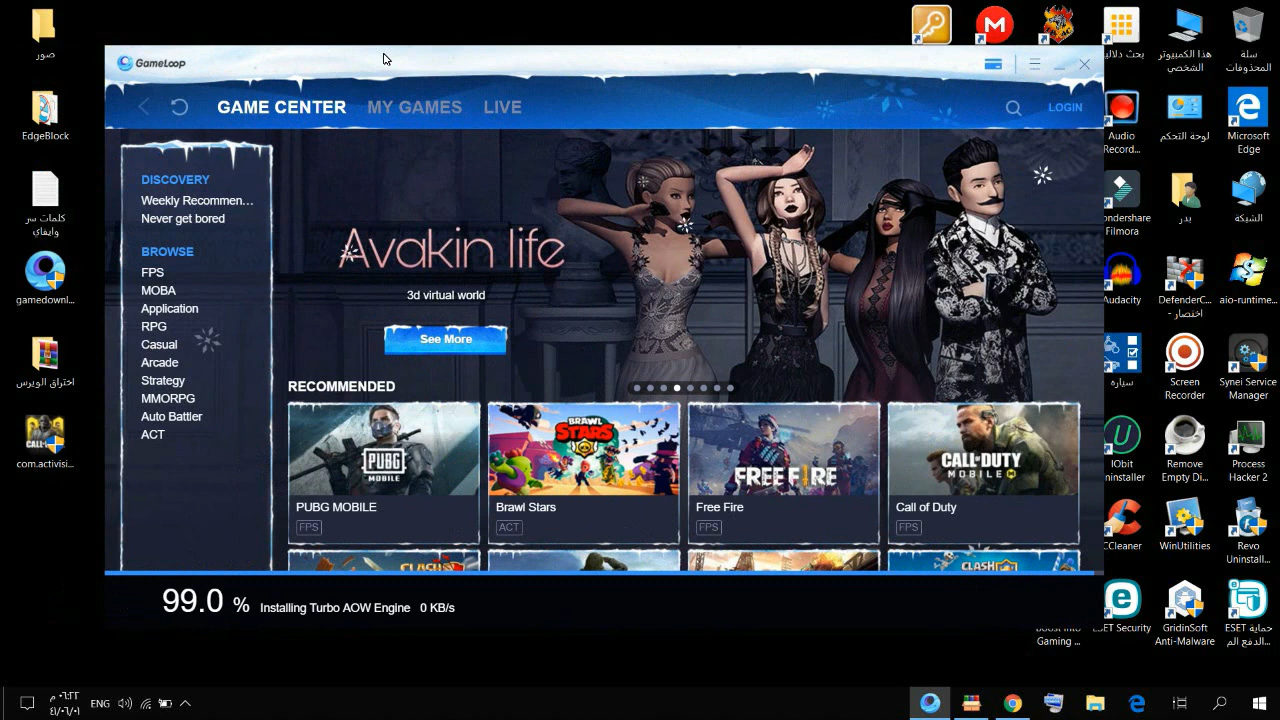 صور
EdgeBlock
كلمات سر
وايفاي
gamedownl...
اختراق الويرس
com.activisi...
GameLoop
GAME CENTER
MY GAMES
LIVE
LOGIN
DISCOVERY
Weekly Recommen...
Never get bored
BROWSE
FPS
MOBA
Application
RPG
Casual
Arcade
Strategy
MMORPG
Auto Battler
ACT
Avakin life
3d virtual world
See More
RECOMMENDED
PUBG
MOBILE
BRAWL
STARS
FREE FIRE
CALL OF DUTY
MOBILE
PUBG MOBILE
Brawl Stars
Free Fire
Call of Duty
FPS
ACT
FPS
FPS
99.0 %
Installing Turbo AOW Engine
0 KB/s
هذا الكمبيوتر
الشخصي
سلة
المحذوفات
Audio
Record...
لوحة التحكم
Microsoft
Edge
ondershare
Filmora
بدر
الشبكة
Audacity
DefenderC...
اختصار -
aio-runtime...
سياره
Screen
Recorder
Synei Service
Manager
IObit
ninstaller
Remove
Empty Di...
Process
Hacker 2
CCleaner
WinUtilities
Revo
Uninstall...
Gaming ...
ESET Security
GridinSoft
Anti-Malware
حماية ESET
الدفع الم...
ENG